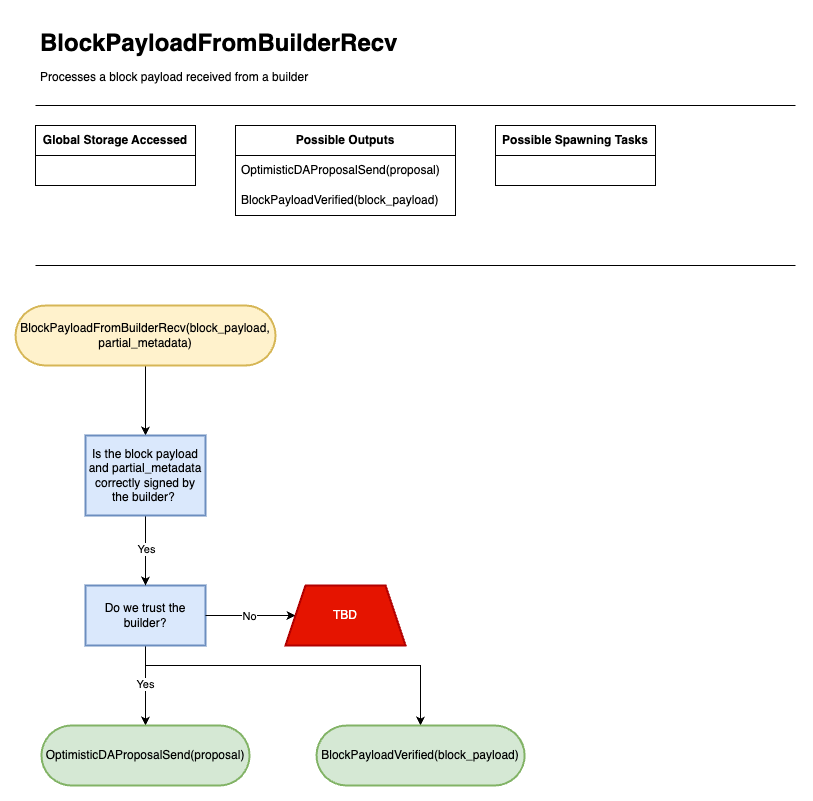 BlockPayloadFromBuilderRecv
Processes a block payload received from a builder
Global Storage Accessed
Possible Outputs
OptimisticDAProposalSend(proposal)
BlockPayloadVerified(block_payload)
Possible Spawning Tasks
BlockPayloadFromBuilderRecv(block_payload,
partial_metadata)
Is the block payload
and partial_metadata
correctly signed by
the builder?
Yes
Do we trust the
builder?
No
TBD
Yes
OptimisticDAProposalSend(proposal)
BlockPayloadVerified(block_payload)